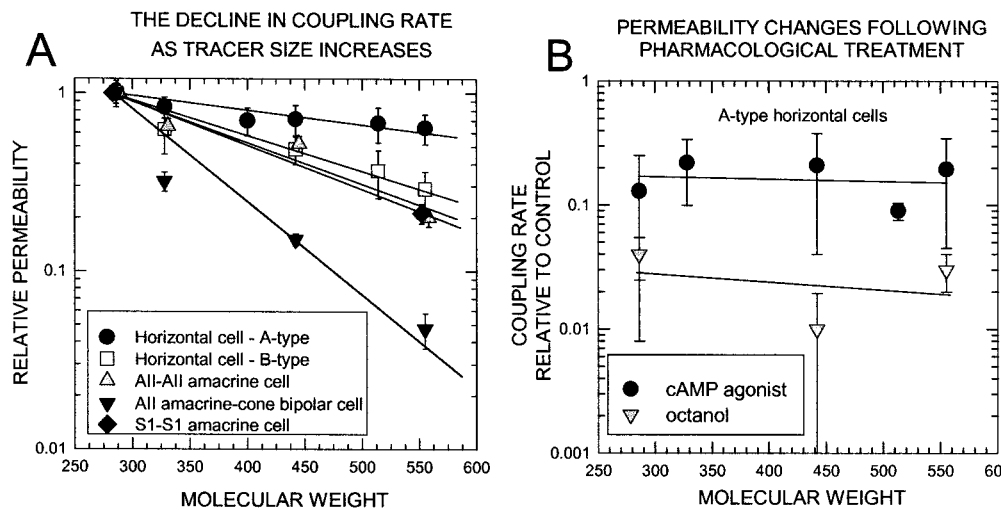 A
THE DECLINE IN COUPLING RATE
AS TRACER SIZE INCREASES
RELATIVE PERMEABILITY
1
0.1
0.01
Horizontal cell - A-type
Horizontal cell - B-type
AII-AII amacrine cell
AII amacrine-cone bipolar cell
S1-S1 amacrine cell
250 300 350 400 450 500 550 600
MOLECULAR WEIGHT
B
PERMEABILITY CHANGES FOLLOWING
PHARMACOLOGICAL TREATMENT
A-type horizontal cells
COUPLING RATE
RELATIVE TO CONTROL
1
0.1
0.01
0.001
cAMP agonist
octanol
250 300 350 400 450 500 550 600
MOLECULAR WEIGHT